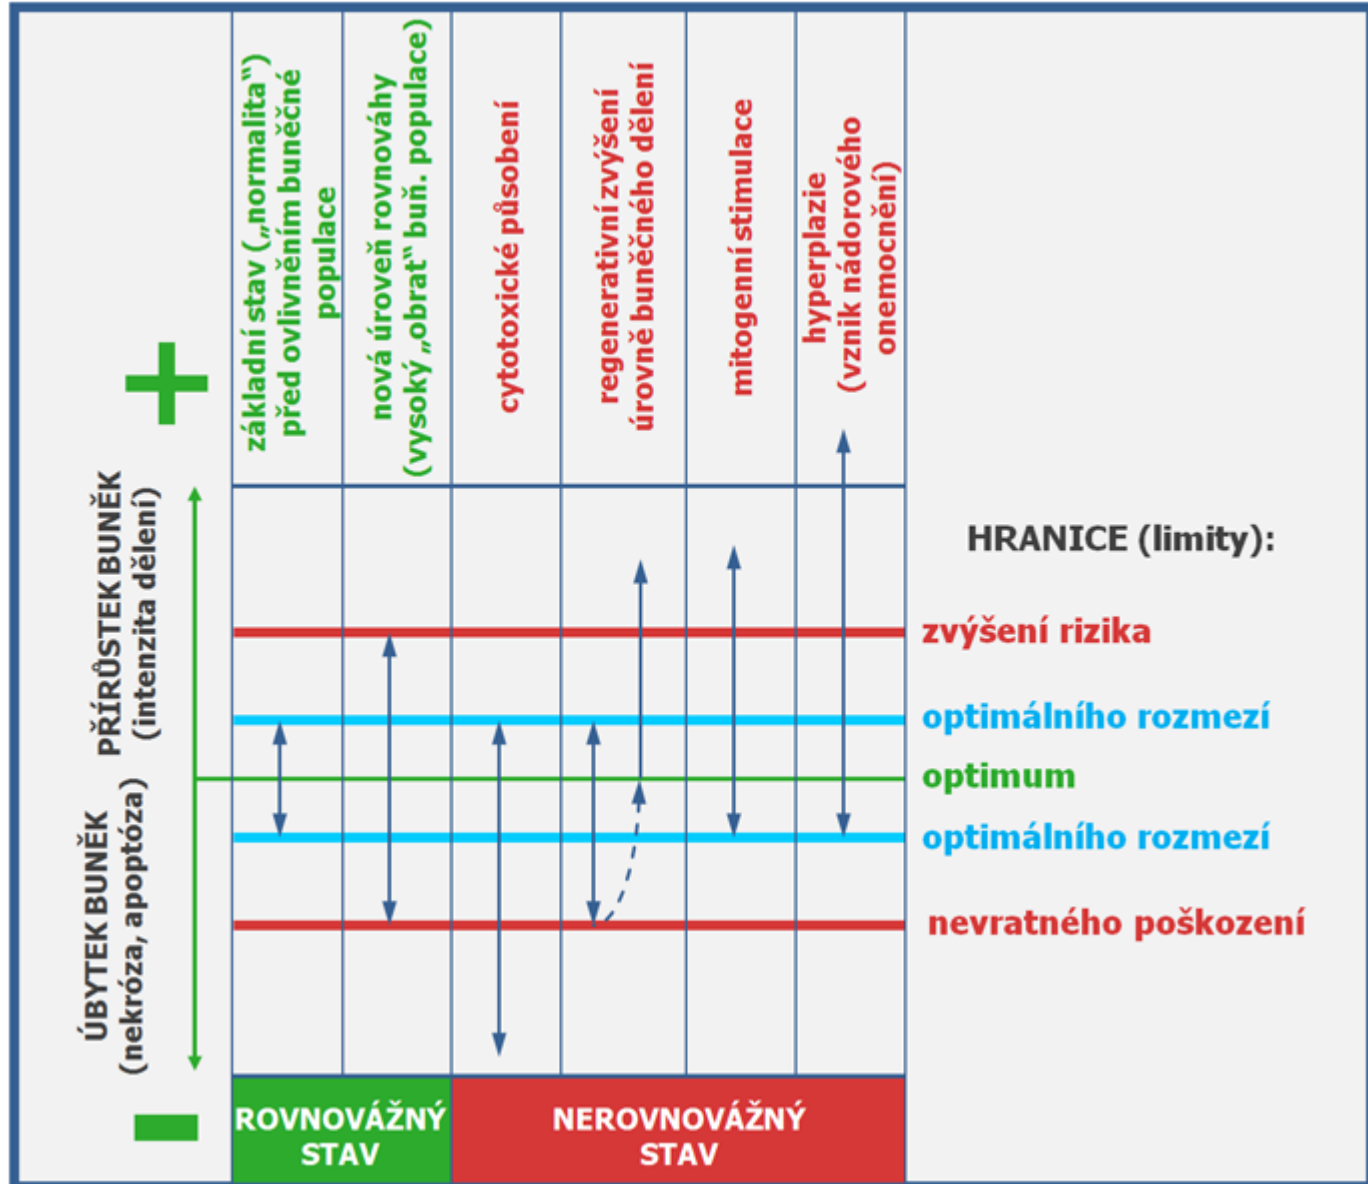 základní stav („normalita“)
před ovlivněním buněčné
populace
nová úroveň rovnováhy
(vysoký „obrat“ buň. populace)
cytotoxické působení
regenerativní zvýšení
úrovně buněčného dělení
mitogenní stimulace
hyperplazie
(vznik nádorového
onemocnění)
+
PŘÍRŮSTEK BUNĚK
(intenzita dělení)
ÚBYTEK BUNĚK
(nekróza, apoptóza)
HRANICE (limity):
zvýšení rizika
optimálního rozmezí
optimum
optimálního rozmezí
nevratného poškození
ROVNOVÁŽNÝ
STAV
NEROVNOVÁŽNÝ
STAV